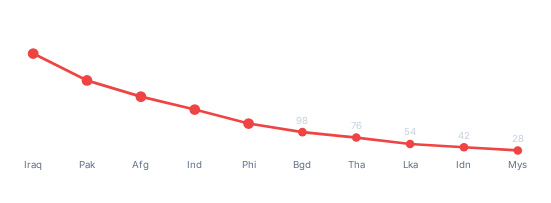 98 76 54 42 28
Iraq Pak Afg Ind Phi Bgd Tha Lka Idn Mys